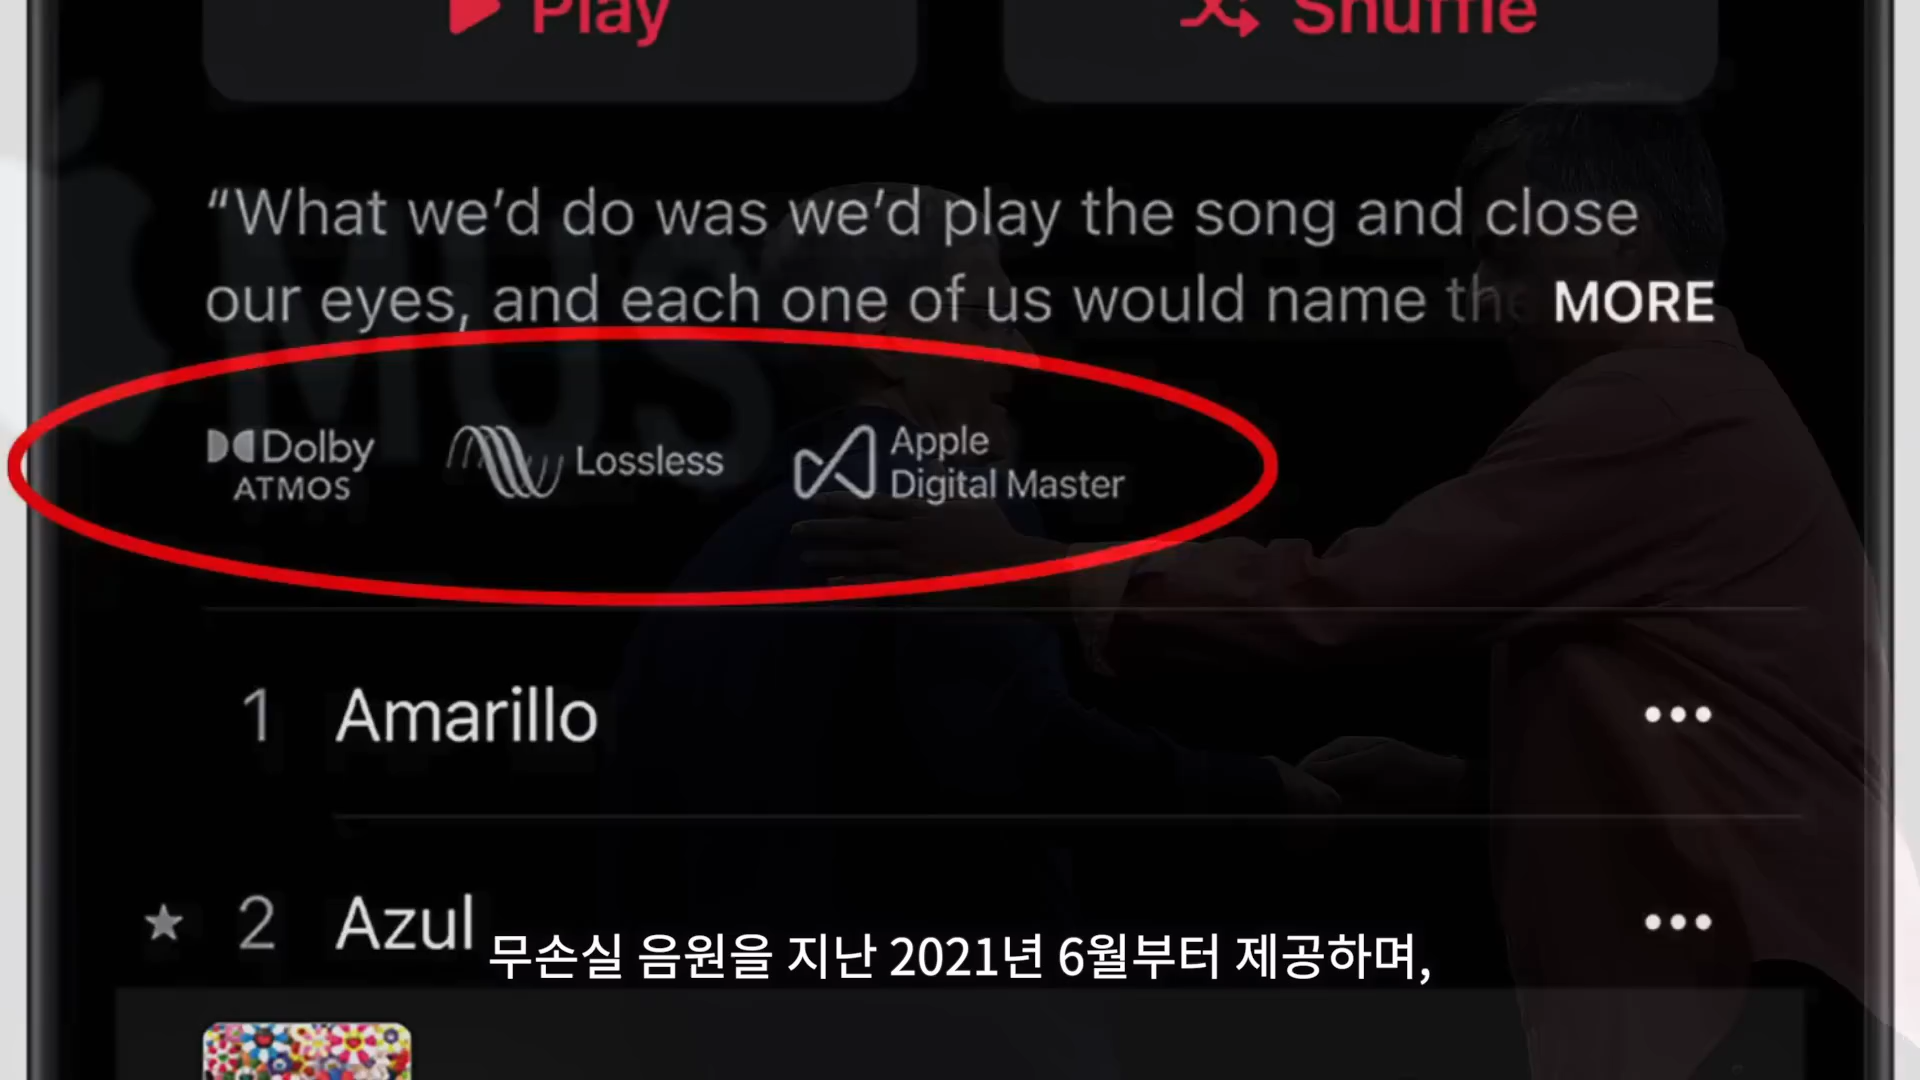 Play
Shuffle
“What we’d do was we’d play the song and close
our eyes, and each one of us would name the MORE
MUS
Dolby
ATMOS
Lossless
Apple
Digital Master
1 Amarillo
★ 2 Azul
무손실 음원을 지난 2021년 6월부터 제공하며,